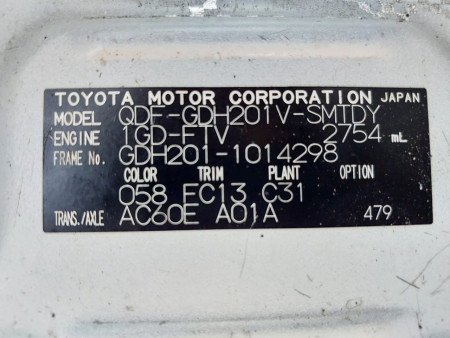 TOYOTA MOTOR CORPORATION JAPAN
MODEL QDF-GDH201V-SMTDY
ENGINE 1GD-FTV 2754 mL
FRAME No. GDH201-1014298
COLOR TRIM PLANT OPTION
058 FC13 C31
TRANS./AXLE AC60E A01A 479